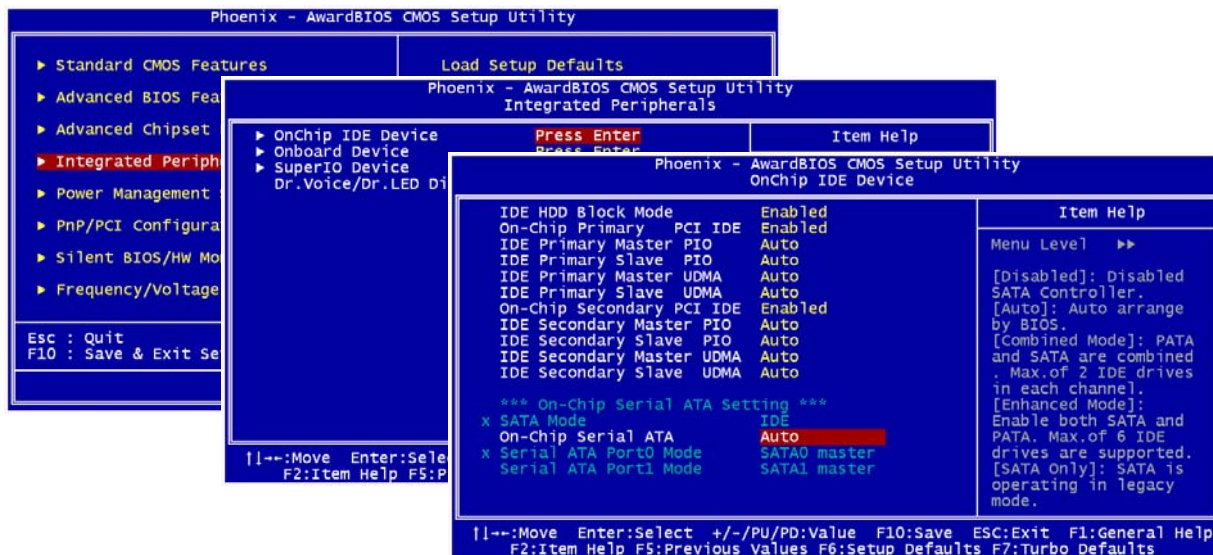 Phoenix - AwardBIOS CMOS Setup Utility
▶ Standard CMOS Features
Load Setup Defaults
▶ Advanced BIOS Fea
▶ Advanced Chipset
▶ Integrated Periph
▶ Power Management
▶ PnP/PCI Configura
▶ Silent BIOS/HW Mo
▶ Frequency/Voltage
Esc : Quit
F10 : Save & Exit Se
Phoenix - AwardBIOS CMOS Setup Utility
Integrated Peripherals
▶ OnChip IDE Device Press Enter
▶ Onboard Device Press Enter
▶ SuperIO Device
Dr.Voice/Dr.LED Di
Item Help
↑↓→←:Move Enter:Sele
F2:Item Help F5:P
Phoenix - AwardBIOS CMOS Setup Utility
OnChip IDE Device
IDE HDD Block Mode Enabled
On-Chip Primary PCI IDE Enabled
IDE Primary Master PIO Auto
IDE Primary Slave PIO Auto
IDE Primary Master UDMA Auto
IDE Primary Slave UDMA Auto
On-Chip Secondary PCI IDE Enabled
IDE Secondary Master PIO Auto
IDE Secondary Slave PIO Auto
IDE Secondary Master UDMA Auto
IDE Secondary Slave UDMA Auto
*** On-Chip Serial ATA Setting ***
x SATA Mode IDE
On-Chip Serial ATA Auto
x Serial ATA Port0 Mode SATA0 master
Serial ATA Port1 Mode SATA1 master
Item Help
Menu Level ▶▶
[Disabled]: Disabled
SATA Controller.
[Auto]: Auto arrange
by BIOS.
[Combined Mode]: PATA
and SATA are combined
. Max.of 2 IDE drives
in each channel.
[Enhanced Mode]:
Enable both SATA and
PATA. Max.of 6 IDE
drives are supported.
[SATA Only]: SATA is
operating in legacy
mode.
↑↓→←:Move Enter:Select +/-/PU/PD:Value F10:Save ESC:Exit F1:General Help
F2:Item Help F5:Previous Values F6:Setup Defaults F7:Turbo Defaults